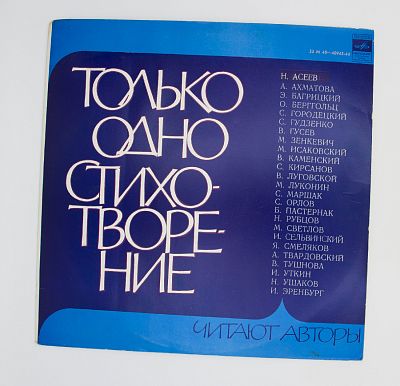 ТОЛЬКО
ОДНО
СТИХО-
ТВОРЕ-
НИЕ
Н. АСЕЕВ
А. АХМАТОВА
Э. БАГРИЦКИЙ
О. БЕРГГОЛЬЦ
С. ГОРОДЕЦКИЙ
С. ГУДЗЕНКО
В. ГУСЕВ
М. ЗЕНКЕВИЧ
М. ИСАКОВСКИЙ
В. КАМЕНСКИЙ
С. КИРСАНОВ
В. ЛУГОВСКОЙ
М. ЛУКОНИН
С. МАРШАК
С. ОРЛОВ
Б. ПАСТЕРНАК
Н. РУБЦОВ
М. СВЕТЛОВ
И. СЕЛЬВИНСКИЙ
Я. СМЕЛЯКОВ
А. ТВАРДОВСКИЙ
В. ТУШНОВА
И. УТКИН
Н. УШАКОВ
И. ЭРЕНБУРГ
ЧИТАЮТ АВТОРЫ